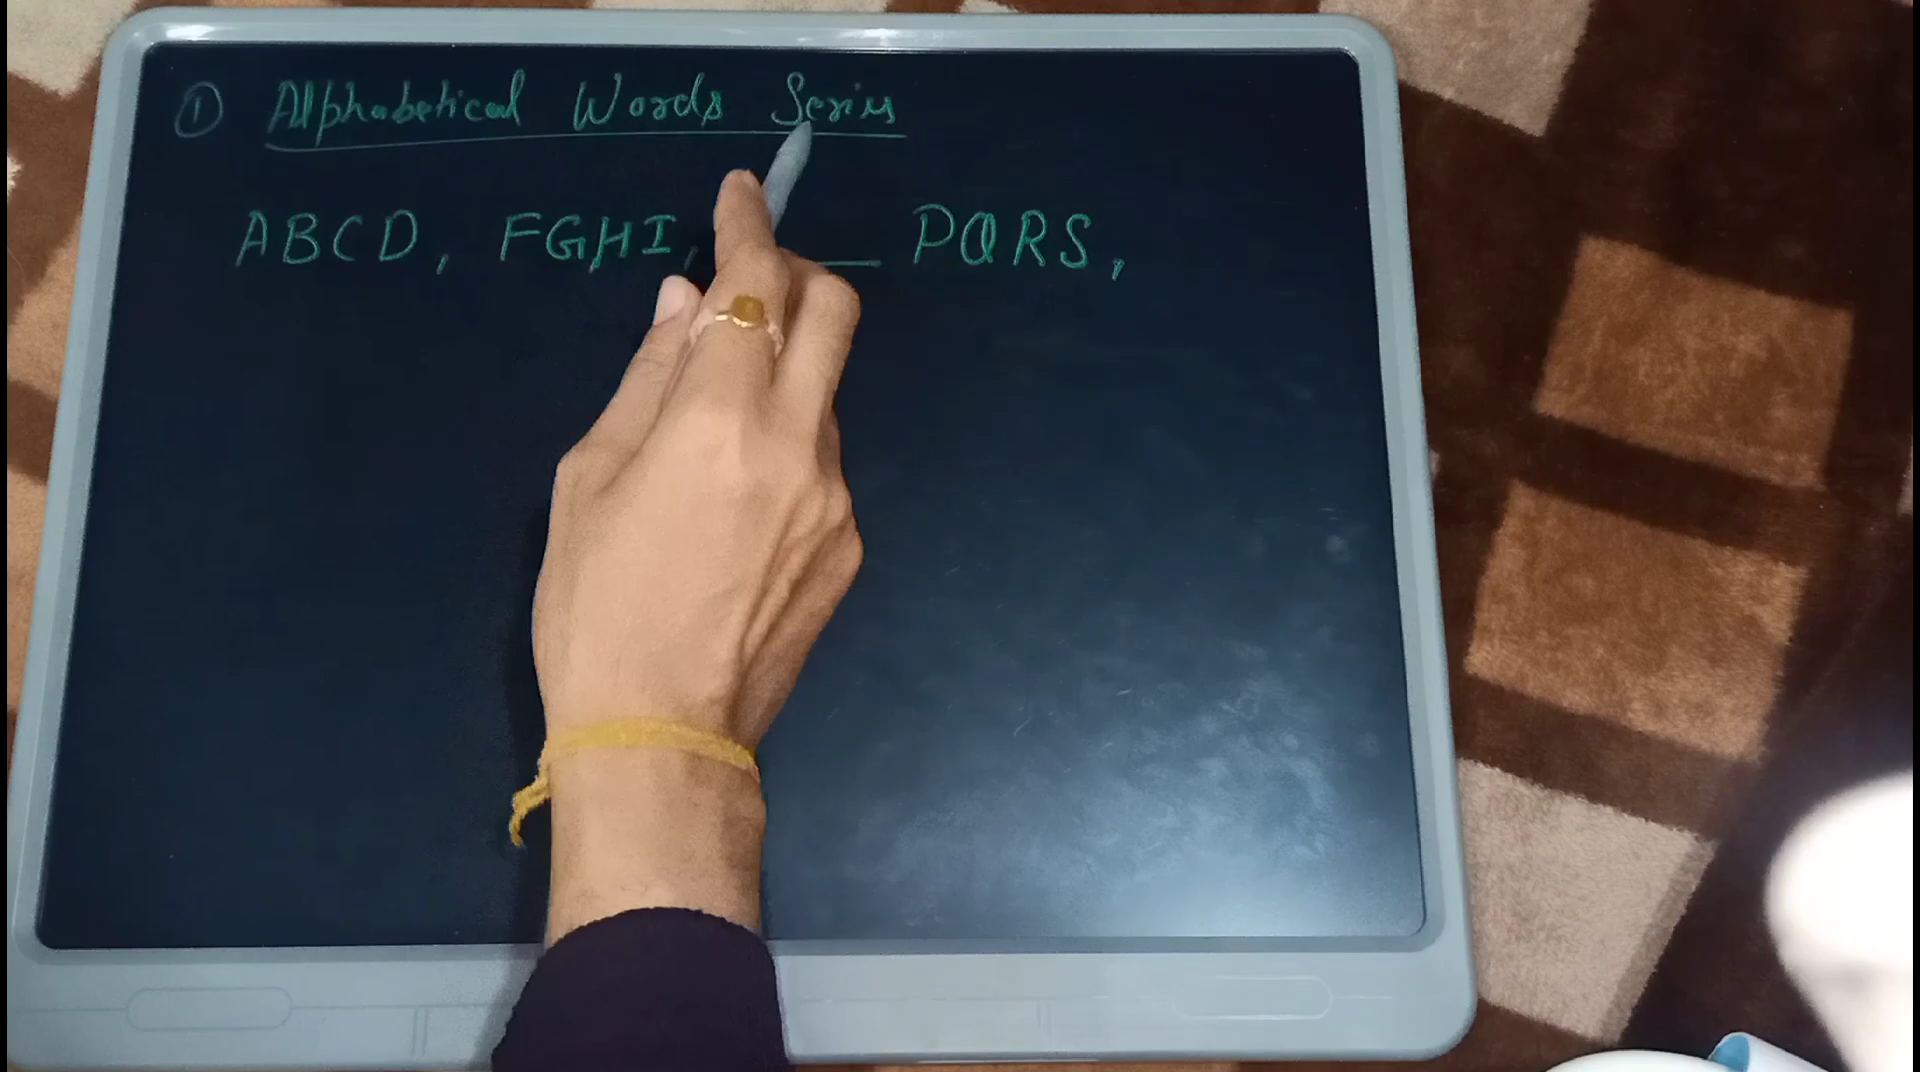 ① Alphabetical Words Series
ABCD, FGHI, ___ PQRS,